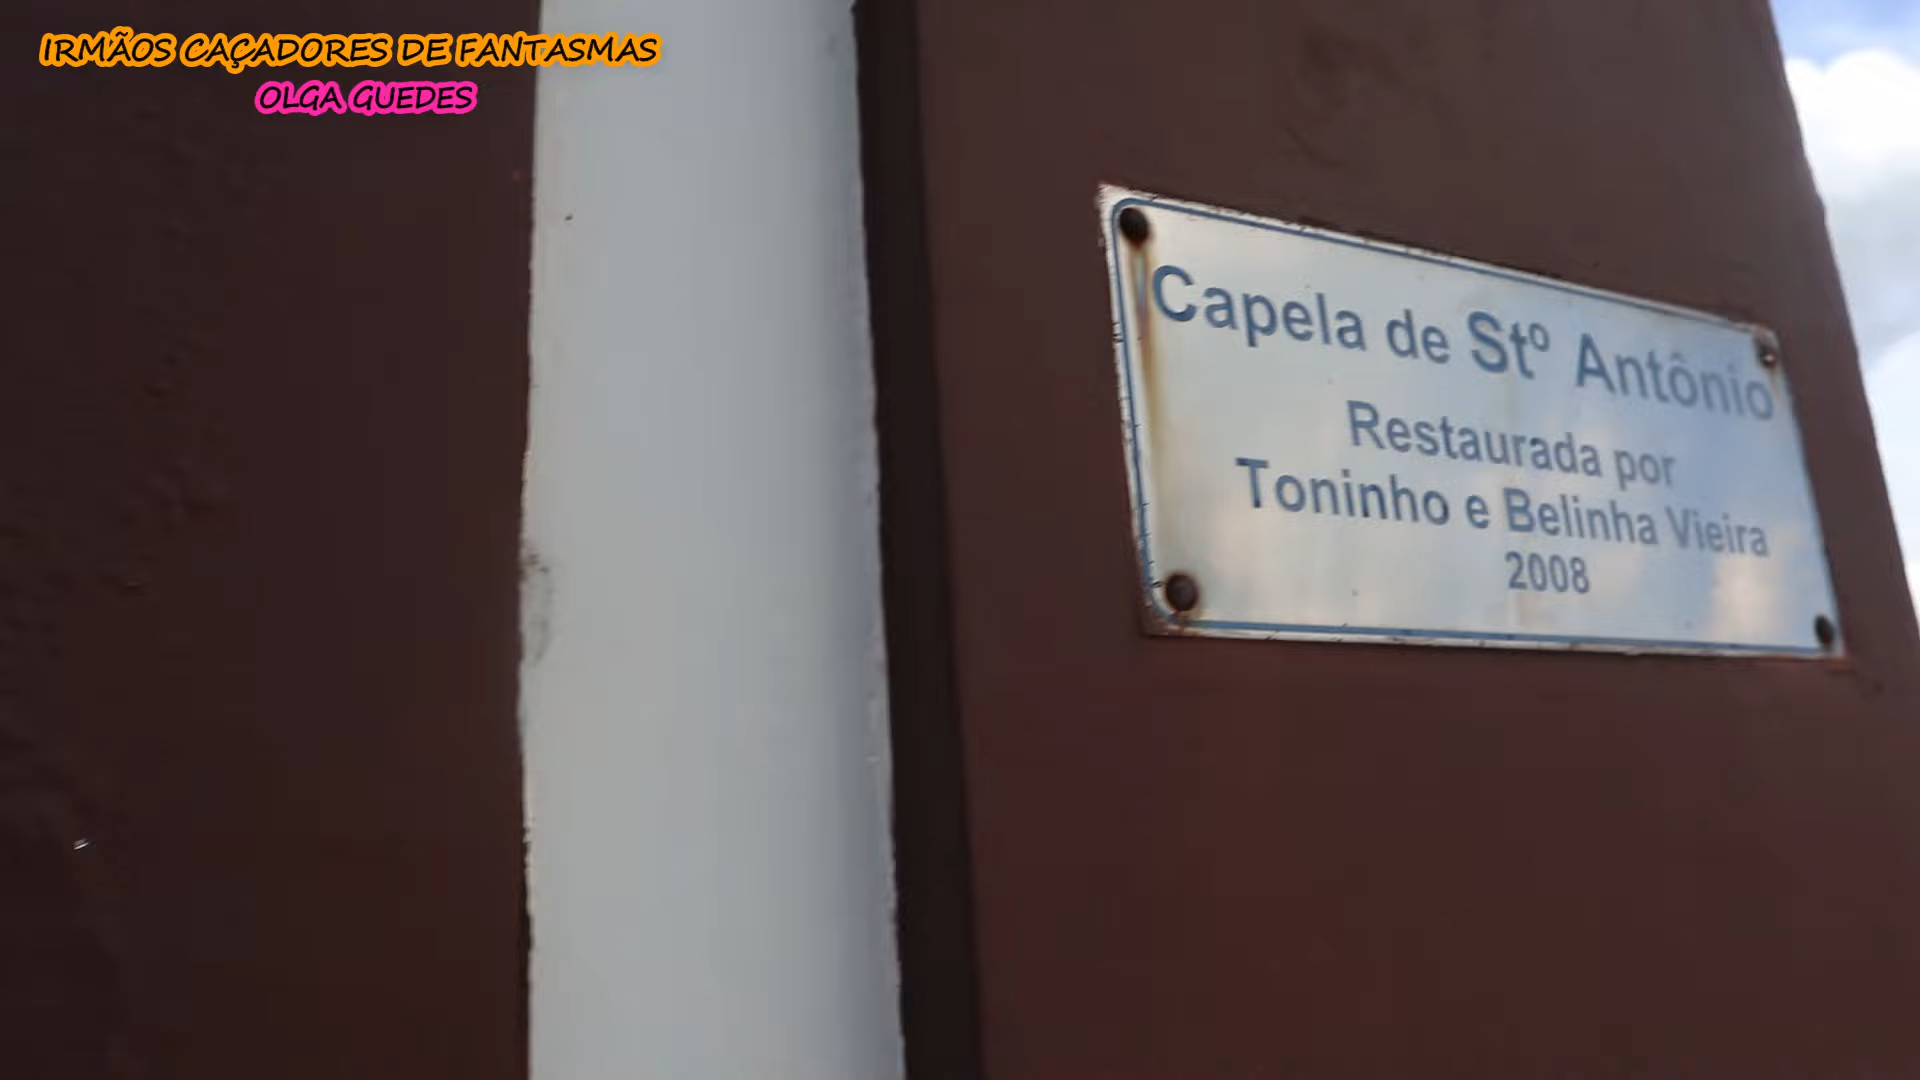 IRMÃOS CAÇADORES DE FANTASMAS
OLGA GUEDES
Capela de Stº Antônio
Restaurada por
Toninho e Belinha Vieira
2008